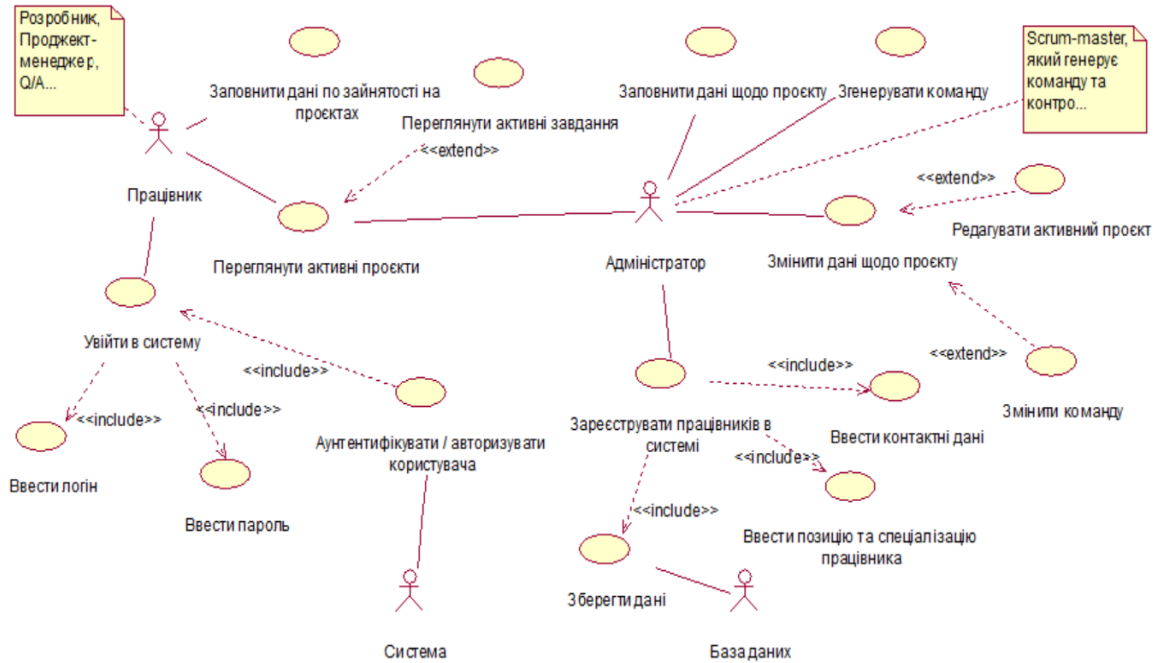 Розробник,
Проджект-
менеджер,
Q/A...
Scrum-master,
який генерує
команду та
контро...
Заповнити дані по зайнятості на
проєктах
Заповнити дані щодо проєкту
Згенерувати команду
Переглянути активні завдання
<<extend>>
<<extend>>
Працівник
Редагувати активний проєкт
Переглянути активні проєкти
Адміністратор
Змінити дані щодо проєкту
Увійти в систему
<<include>>
<<include>>
<<extend>>
<<include>>
<<include>>
Змінити команду
Зареєструвати працівників в
системі
Ввести контактні дані
Аунтентифікувати / авторизувати
користувача
<<include>>
Ввести логін
<<include>>
Ввести пароль
Ввести позицію та спеціалізацію
працівника
Зберегти дані
Система
База даних